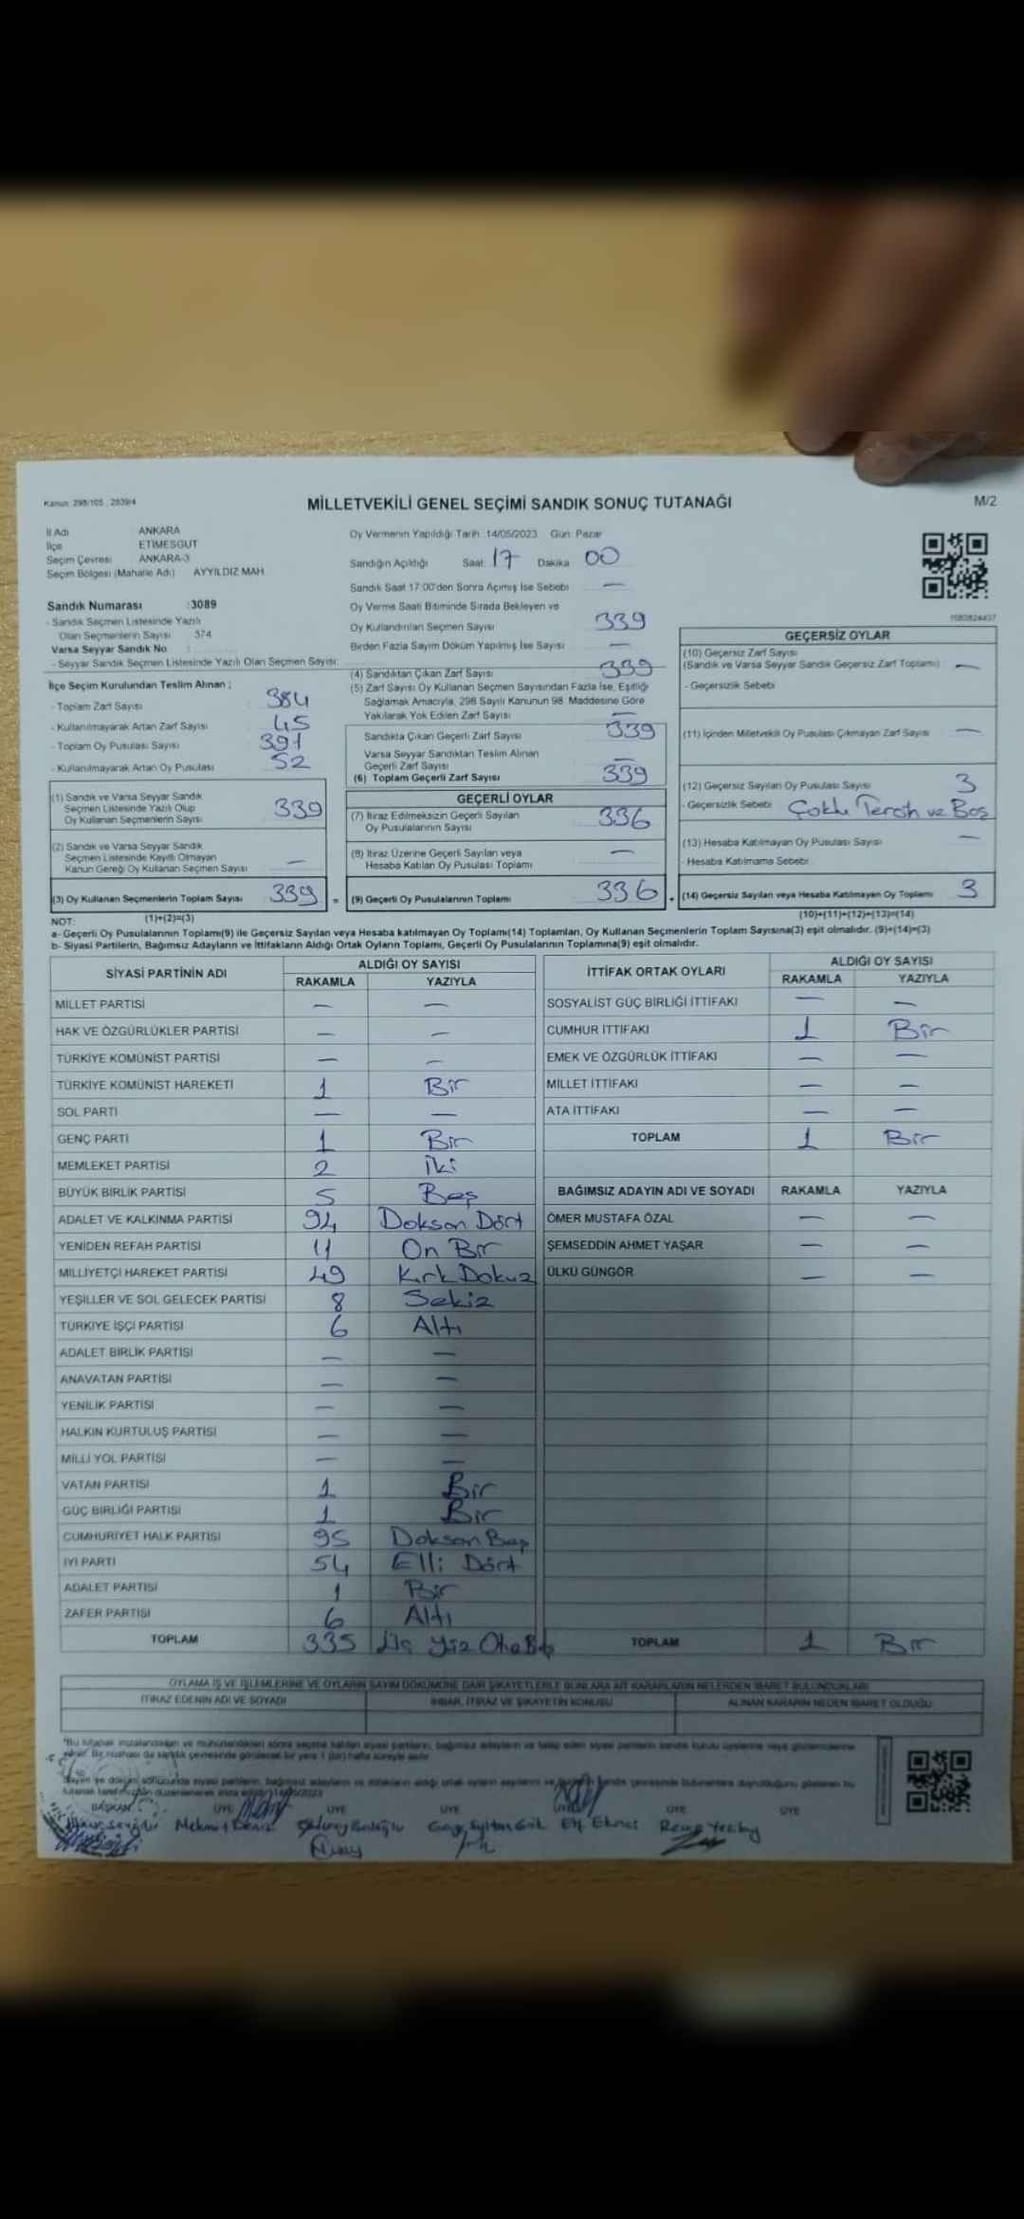 Kanun: 298/105 , 2839/4
MİLLETVEKİLİ GENEL SEÇİMİ SANDIK SONUÇ TUTANAĞI
M/2
İl Adı ANKARA
İlçe ETİMESGUT
Seçim Çevresi ANKARA-3
Seçim Bölgesi (Mahalle Adı) AYYILDIZ MAH.
Sandık Numarası :3089
- Sandık Seçmen Listesinde Yazılı
Olan Seçmenlerin Sayısı 374
Varsa Seyyar Sandık No :
- Seyyar Sandık Seçmen Listesinde Yazılı Olan Seçmen Sayısı:
İlçe Seçim Kurulundan Teslim Alınan ;
- Toplam Zarf Sayısı 384
- Kullanılmayarak Artan Zarf Sayısı 45
- Toplam Oy Pusulası Sayısı 391
- Kullanılmayarak Artan Oy Pusulası 52
(1) Sandık ve Varsa Seyyar Sandık
Seçmen Listesinde Yazılı Olup
Oy Kullanan Seçmenlerin Sayısı 339
(2) Sandık ve Varsa Seyyar Sandık
Seçmen Listesinde Kayıtlı Olmayan
Kanun Gereği Oy Kullanan Seçmen Sayısı —
(3) Oy Kullanan Seçmenlerin Toplam Sayısı 339 =
(1)+(2)=(3)
Oy Vermenin Yapıldığı Tarih :14/05/2023 Gün: Pazar
Sandığın Açıldığı Saat: 17 Dakika 00
Sandık Saat 17:00'den Sonra Açılmış İse Sebebi —
Oy Verme Saati Bitiminde Sırada Bekleyen ve
Oy Kullandırılan Seçmen Sayısı 339
Birden Fazla Sayım Döküm Yapılmış İse Sayısı —
(4) Sandıktan Çıkan Zarf Sayısı 339
(5) Zarf Sayısı Oy Kullanan Seçmen Sayısından Fazla İse, Eşitliği
Sağlamak Amacıyla, 298 Sayılı Kanunun 98. Maddesine Göre
Yakılarak Yok Edilen Zarf Sayısı —
Sandıkta Çıkan Geçerli Zarf Sayısı 339
Varsa Seyyar Sandıktan Teslim Alınan
Geçerli Zarf Sayısı —
(6) Toplam Geçerli Zarf Sayısı 339
GEÇERLİ OYLAR
(7) İtiraz Edilmeksizin Geçerli Sayılan
Oy Pusulalarının Sayısı 336
(8) İtiraz Üzerine Geçerli Sayılan veya
Hesaba Katılan Oy Pusulası Toplamı —
(9) Geçerli Oy Pusulalarının Toplamı 336 +
GEÇERSİZ OYLAR
(10) Geçersiz Zarf Sayısı
(Sandık ve Varsa Seyyar Sandık Geçersiz Zarf Toplamı) —
- Geçersizlik Sebebi
(11) İçinden Milletvekili Oy Pusulası Çıkmayan Zarf Sayısı —
(12) Geçersiz Sayılan Oy Pusulası Sayısı 3
- Geçersizlik Sebebi Çoklu Tercih ve Boş
(13) Hesaba Katılmayan Oy Pusulası Sayısı —
- Hesaba Katılmama Sebebi
(14) Geçersiz Sayılan veya Hesaba Katılmayan Oy Toplamı 3
(10)+(11)+(12)+(13)=(14)
NOT:
a- Geçerli Oy Pusulalarının Toplamı(9) ile Geçersiz Sayılan veya Hesaba katılmayan Oy Toplamı(14) Toplamları, Oy Kullanan Seçmenlerin Toplam Sayısına(3) eşit olmalıdır. (9)+(14)=(3)
b- Siyasi Partilerin, Bağımsız Adayların ve İttifakların Aldığı Ortak Oyların Toplamı, Geçerli Oy Pusulalarının Toplamına(9) eşit olmalıdır.
SİYASİ PARTİNİN ADI ALDIĞI OY SAYISI
RAKAMLA YAZIYLA
MİLLET PARTİSİ — —
HAK VE ÖZGÜRLÜKLER PARTİSİ — —
TÜRKİYE KOMÜNİST PARTİSİ — —
TÜRKİYE KOMÜNİST HAREKETİ 1 Bir
SOL PARTİ — —
GENÇ PARTİ 1 Bir
MEMLEKET PARTİSİ 2 İki
BÜYÜK BİRLİK PARTİSİ 5 Beş
ADALET VE KALKINMA PARTİSİ 94 Doksan Dört
YENİDEN REFAH PARTİSİ 11 On Bir
MİLLİYETÇİ HAREKET PARTİSİ 49 Kırk Dokuz
YEŞİLLER VE SOL GELECEK PARTİSİ 8 Sekiz
TÜRKİYE İŞÇİ PARTİSİ 6 Altı
ADALET BİRLİK PARTİSİ — —
ANAVATAN PARTİSİ — —
YENİLİK PARTİSİ — —
HALKIN KURTULUŞ PARTİSİ — —
MİLLİ YOL PARTİSİ — —
VATAN PARTİSİ 1 Bir
GÜÇ BİRLİĞİ PARTİSİ 1 Bir
CUMHURİYET HALK PARTİSİ 95 Doksan Beş
İYİ PARTİ 54 Elli Dört
ADALET PARTİSİ 1 Bir
ZAFER PARTİSİ 6 Altı
TOPLAM 335
İTTİFAK ORTAK OYLARI ALDIĞI OY SAYISI
RAKAMLA YAZIYLA
SOSYALİST GÜÇ BİRLİĞİ İTTİFAKI — —
CUMHUR İTTİFAKI 1 Bir
EMEK VE ÖZGÜRLÜK İTTİFAKI — —
MİLLET İTTİFAKI — —
ATA İTTİFAKI — —
TOPLAM 1 Bir
BAĞIMSIZ ADAYIN ADI VE SOYADI RAKAMLA YAZIYLA
ÖMER MUSTAFA ÖZAL — —
ŞEMSEDDİN AHMET YAŞAR — —
ÜLKÜ GÜNGÖR — —
TOPLAM 1 Bir
OYLAMA İŞ VE İŞLEMLERİNE VE OYLARIN SAYIM DÖKÜMÜNE DAİR ŞİKAYETLERLE BUNLARA AİT KARARLARIN NELERDEN İBARET BULUNDUKLARI
İTİRAZ EDENİN ADI VE SOYADI
İHBAR, İTİRAZ VE ŞİKAYETİN KONUSU
ALINAN KARARIN NEDEN İBARET OLDUĞU
BAŞKAN ÜYE ÜYE ÜYE ÜYE ÜYE